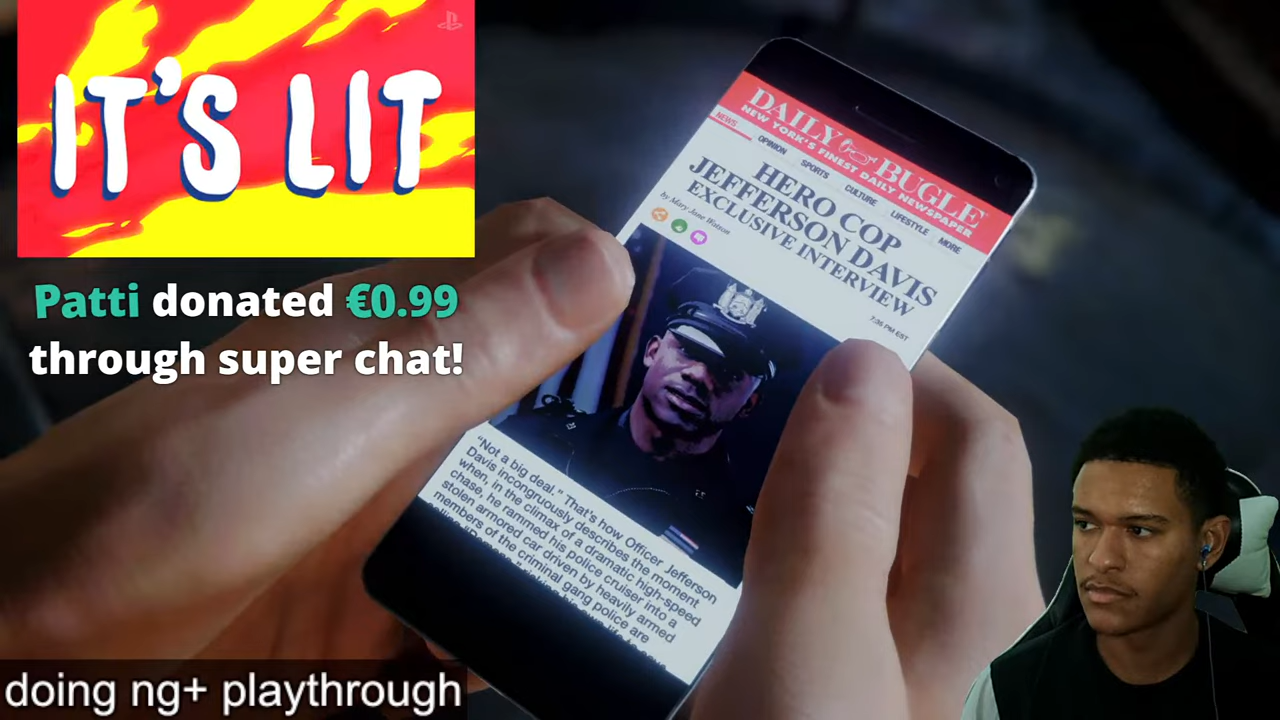 IT'S LIT
Patti donated €0.99
through super chat!
DAILY BUGLE
NEW YORK'S FINEST DAILY NEWSPAPER
NEWS OPINION SPORTS CULTURE LIFESTYLE MORE
HERO COP
JEFFERSON DAVIS
EXCLUSIVE INTERVIEW
by Mary Jane Watson
7:35 PM EST
"Not a big deal." That's how Officer Jefferson
Davis incongruously describes the moment
when, in the climax of a dramatic high-speed
chase, he rammed his police cruiser into a
stolen armored car driven by heavily armed
members of the criminal gang police are
doing ng+ playthrough